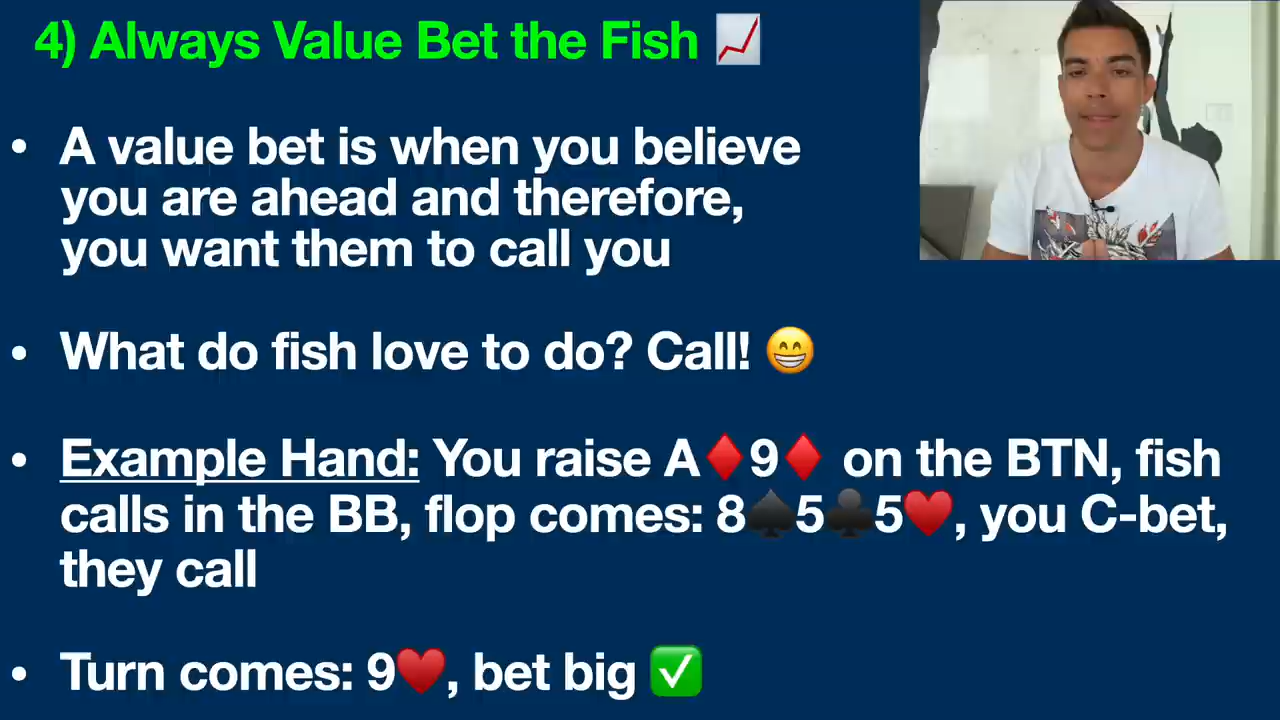 4) Always Value Bet the Fish 📈
• A value bet is when you believe
you are ahead and therefore,
you want them to call you
• What do fish love to do? Call! 😁
• Example Hand: You raise A♦️9♦️ on the BTN, fish
calls in the BB, flop comes: 8♠️5♣️5♥️, you C-bet,
they call
• Turn comes: 9♥️, bet big ✅